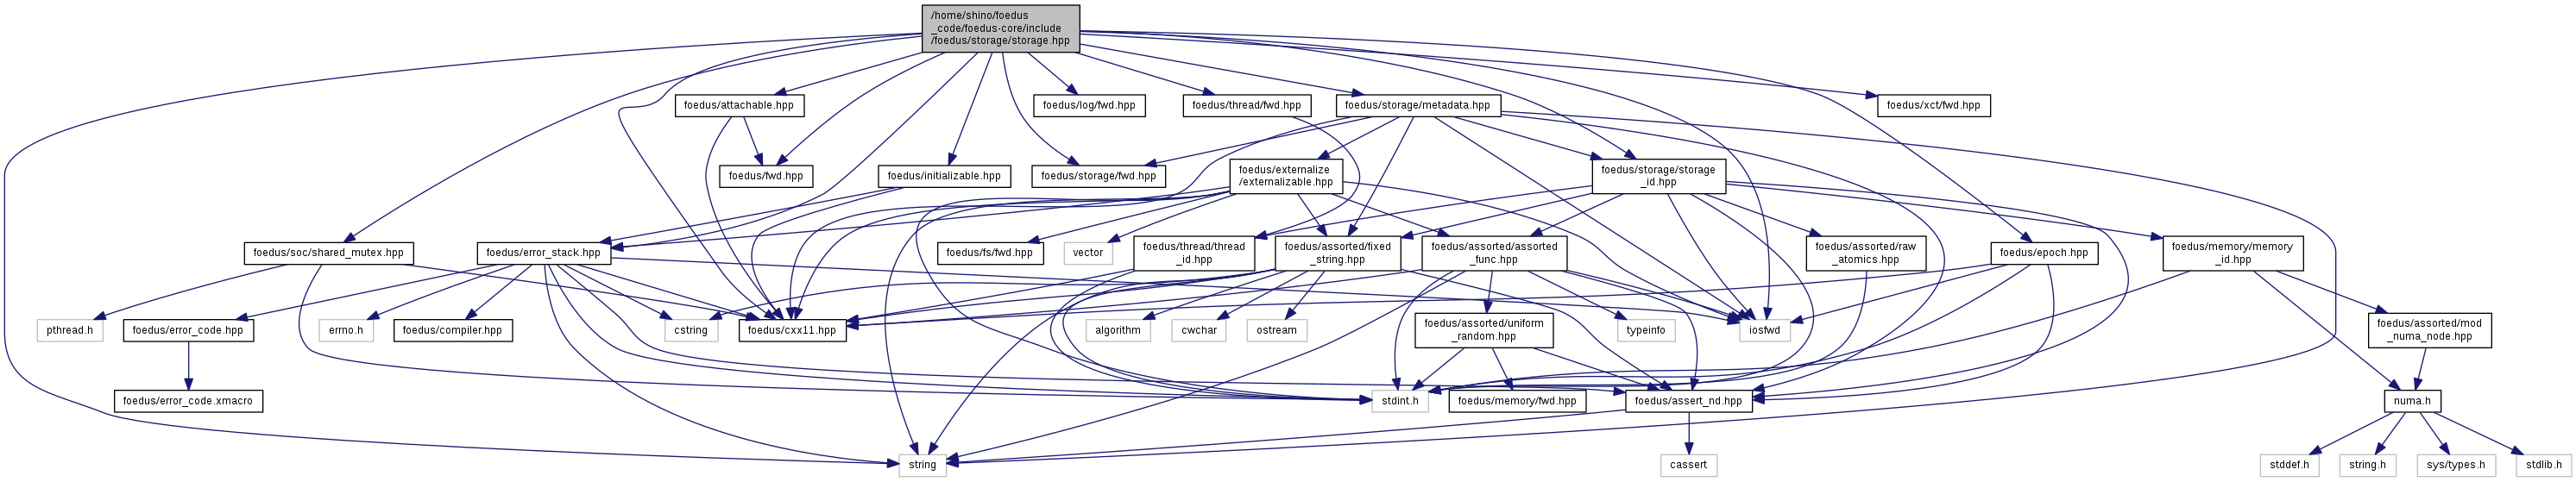 /home/shino/foedus
_code/foedus-core/include
/foedus/storage/storage.hpp
foedus/attachable.hpp
foedus/log/fwd.hpp
foedus/thread/fwd.hpp
foedus/storage/metadata.hpp
foedus/xct/fwd.hpp
foedus/fwd.hpp
foedus/initializable.hpp
foedus/storage/fwd.hpp
foedus/externalize
/externalizable.hpp
foedus/storage/storage
_id.hpp
foedus/soc/shared_mutex.hpp
foedus/error_stack.hpp
foedus/fs/fwd.hpp
vector
foedus/thread/thread
_id.hpp
foedus/assorted/fixed
_string.hpp
foedus/assorted/assorted
_func.hpp
foedus/assorted/raw
_atomics.hpp
foedus/epoch.hpp
foedus/memory/memory
_id.hpp
pthread.h
foedus/error_code.hpp
errno.h
foedus/compiler.hpp
cstring
foedus/cxx11.hpp
algorithm
cwchar
ostream
foedus/assorted/uniform
_random.hpp
typeinfo
iosfwd
foedus/assorted/mod
_numa_node.hpp
foedus/error_code.xmacro
stdint.h
foedus/memory/fwd.hpp
foedus/assert_nd.hpp
numa.h
string
cassert
stddef.h
string.h
sys/types.h
stdlib.h